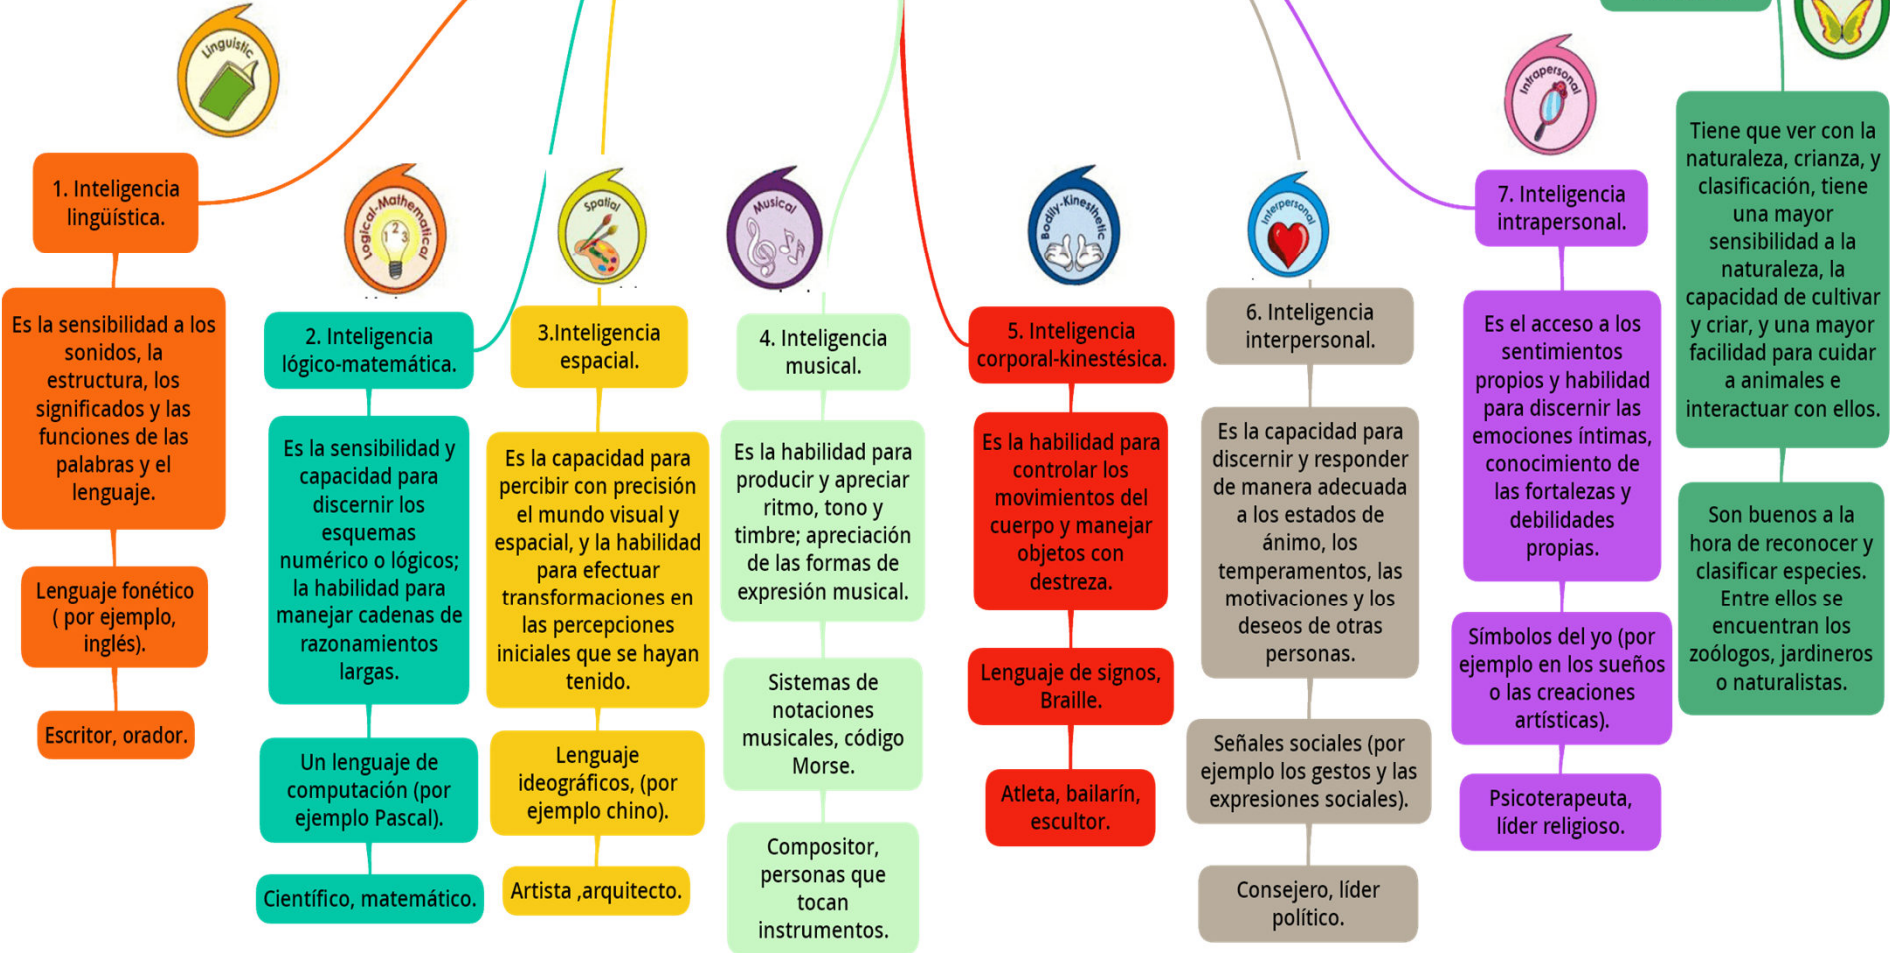 Linguistic
1. Inteligencia
lingüística.
Es la sensibilidad a los
sonidos, la
estructura, los
significados y las
funciones de las
palabras y el
lenguaje.
Lenguaje fonético
( por ejemplo,
inglés).
Escritor, orador.
Logical-Mathematical
1 2 3
2. Inteligencia
lógico-matemática.
Es la sensibilidad y
capacidad para
discernir los
esquemas
numérico o lógicos;
la habilidad para
manejar cadenas de
razonamientos
largas.
Un lenguaje de
computación (por
ejemplo Pascal).
Científico, matemático.
Spatial
3.Inteligencia
espacial.
Es la capacidad para
percibir con precisión
el mundo visual y
espacial, y la habilidad
para efectuar
transformaciones en
las percepciones
iniciales que se hayan
tenido.
Lenguaje
ideográficos, (por
ejemplo chino).
Artista ,arquitecto.
Musical
4. Inteligencia
musical.
Es la habilidad para
producir y apreciar
ritmo, tono y
timbre; apreciación
de las formas de
expresión musical.
Sistemas de
notaciones
musicales, código
Morse.
Compositor,
personas que
tocan
instrumentos.
Bodily-Kinesthetic
5. Inteligencia
corporal-kinestésica.
Es la habilidad para
controlar los
movimientos del
cuerpo y manejar
objetos con
destreza.
Lenguaje de signos,
Braille.
Atleta, bailarín,
escultor.
Interpersonal
6. Inteligencia
interpersonal.
Es la capacidad para
discernir y responder
de manera adecuada
a los estados de
ánimo, los
temperamentos, las
motivaciones y los
deseos de otras
personas.
Señales sociales (por
ejemplo los gestos y las
expresiones sociales).
Consejero, líder
político.
Intrapersonal
7. Inteligencia
intrapersonal.
Es el acceso a los
sentimientos
propios y habilidad
para discernir las
emociones íntimas,
conocimiento de
las fortalezas y
debilidades
propias.
Símbolos del yo (por
ejemplo en los sueños
o las creaciones
artísticas).
Psicoterapeuta,
líder religioso.
Tiene que ver con la
naturaleza, crianza, y
clasificación, tiene
una mayor
sensibilidad a la
naturaleza, la
capacidad de cultivar
y criar, y una mayor
facilidad para cuidar
a animales e
interactuar con ellos.
Son buenos a la
hora de reconocer y
clasificar especies.
Entre ellos se
encuentran los
zoólogos, jardineros
o naturalistas.